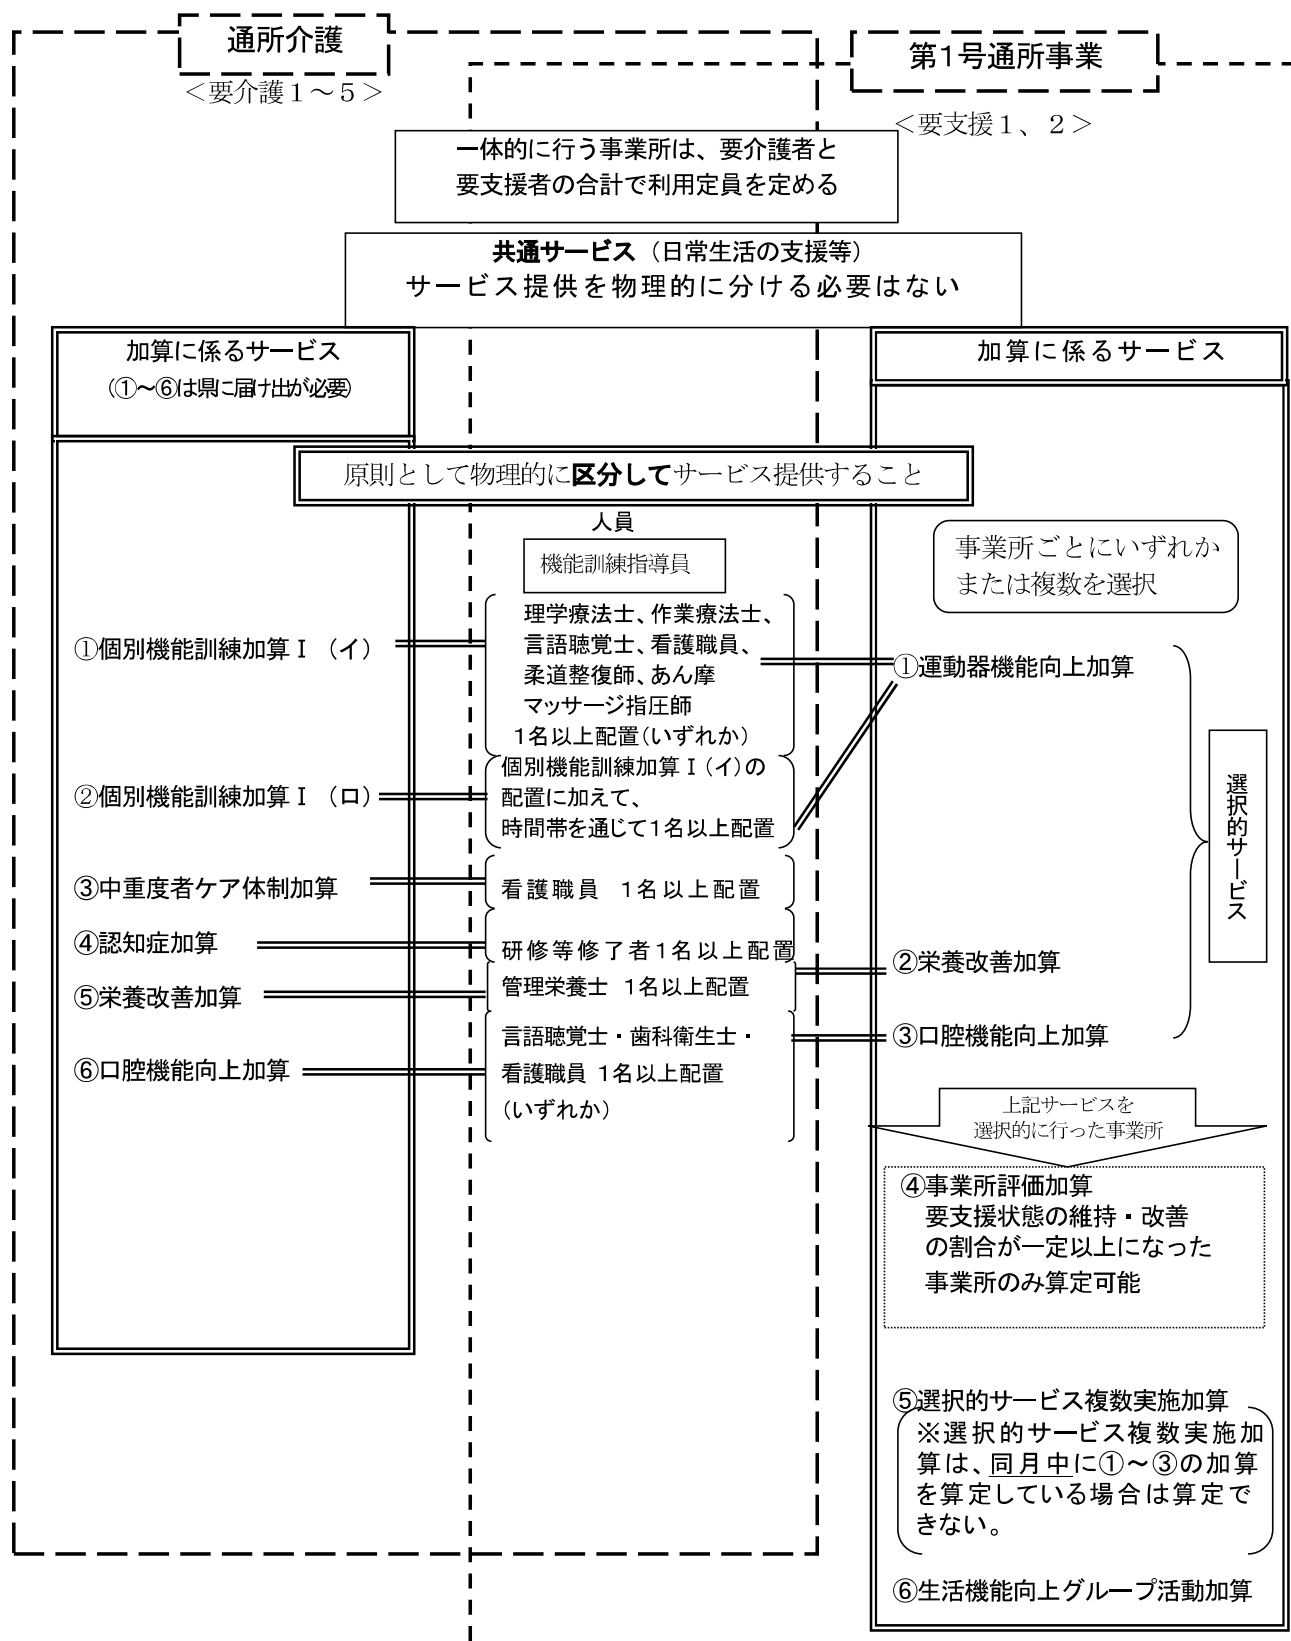 通所介護
＜要介護１～５＞
第1号通所事業
＜要支援１、２＞
一体的に行う事業所は、要介護者と
要支援者の合計で利用定員を定める
共通サービス（日常生活の支援等）
サービス提供を物理的に分ける必要はない
加算に係るサービス
（①～⑥は県に届け出が必要）
加算に係るサービス
原則として物理的に区分してサービス提供すること
人員
機能訓練指導員
事業所ごとにいずれか
または複数を選択
①個別機能訓練加算Ⅰ（イ）
理学療法士、作業療法士、
言語聴覚士、看護職員、
柔道整復師、あん摩
マッサージ指圧師
1名以上配置（いずれか）
①運動器機能向上加算
②個別機能訓練加算Ⅰ（ロ）
個別機能訓練加算Ⅰ（イ）の
配置に加えて、
時間帯を通じて1名以上配置
選択的サービス
③中重度者ケア体制加算
看護職員　1名以上配置
④認知症加算
研修等修了者1名以上配置
②栄養改善加算
⑤栄養改善加算
管理栄養士　1名以上配置
⑥口腔機能向上加算
言語聴覚士・歯科衛生士・
看護職員 1名以上配置
（いずれか）
③口腔機能向上加算
上記サービスを
選択的に行った事業所
④事業所評価加算
要支援状態の維持・改善
の割合が一定以上になった
事業所のみ算定可能
⑤選択的サービス複数実施加算
※選択的サービス複数実施加
算は、同月中に①～③の加算
を算定している場合は算定で
きない。
⑥生活機能向上グループ活動加算